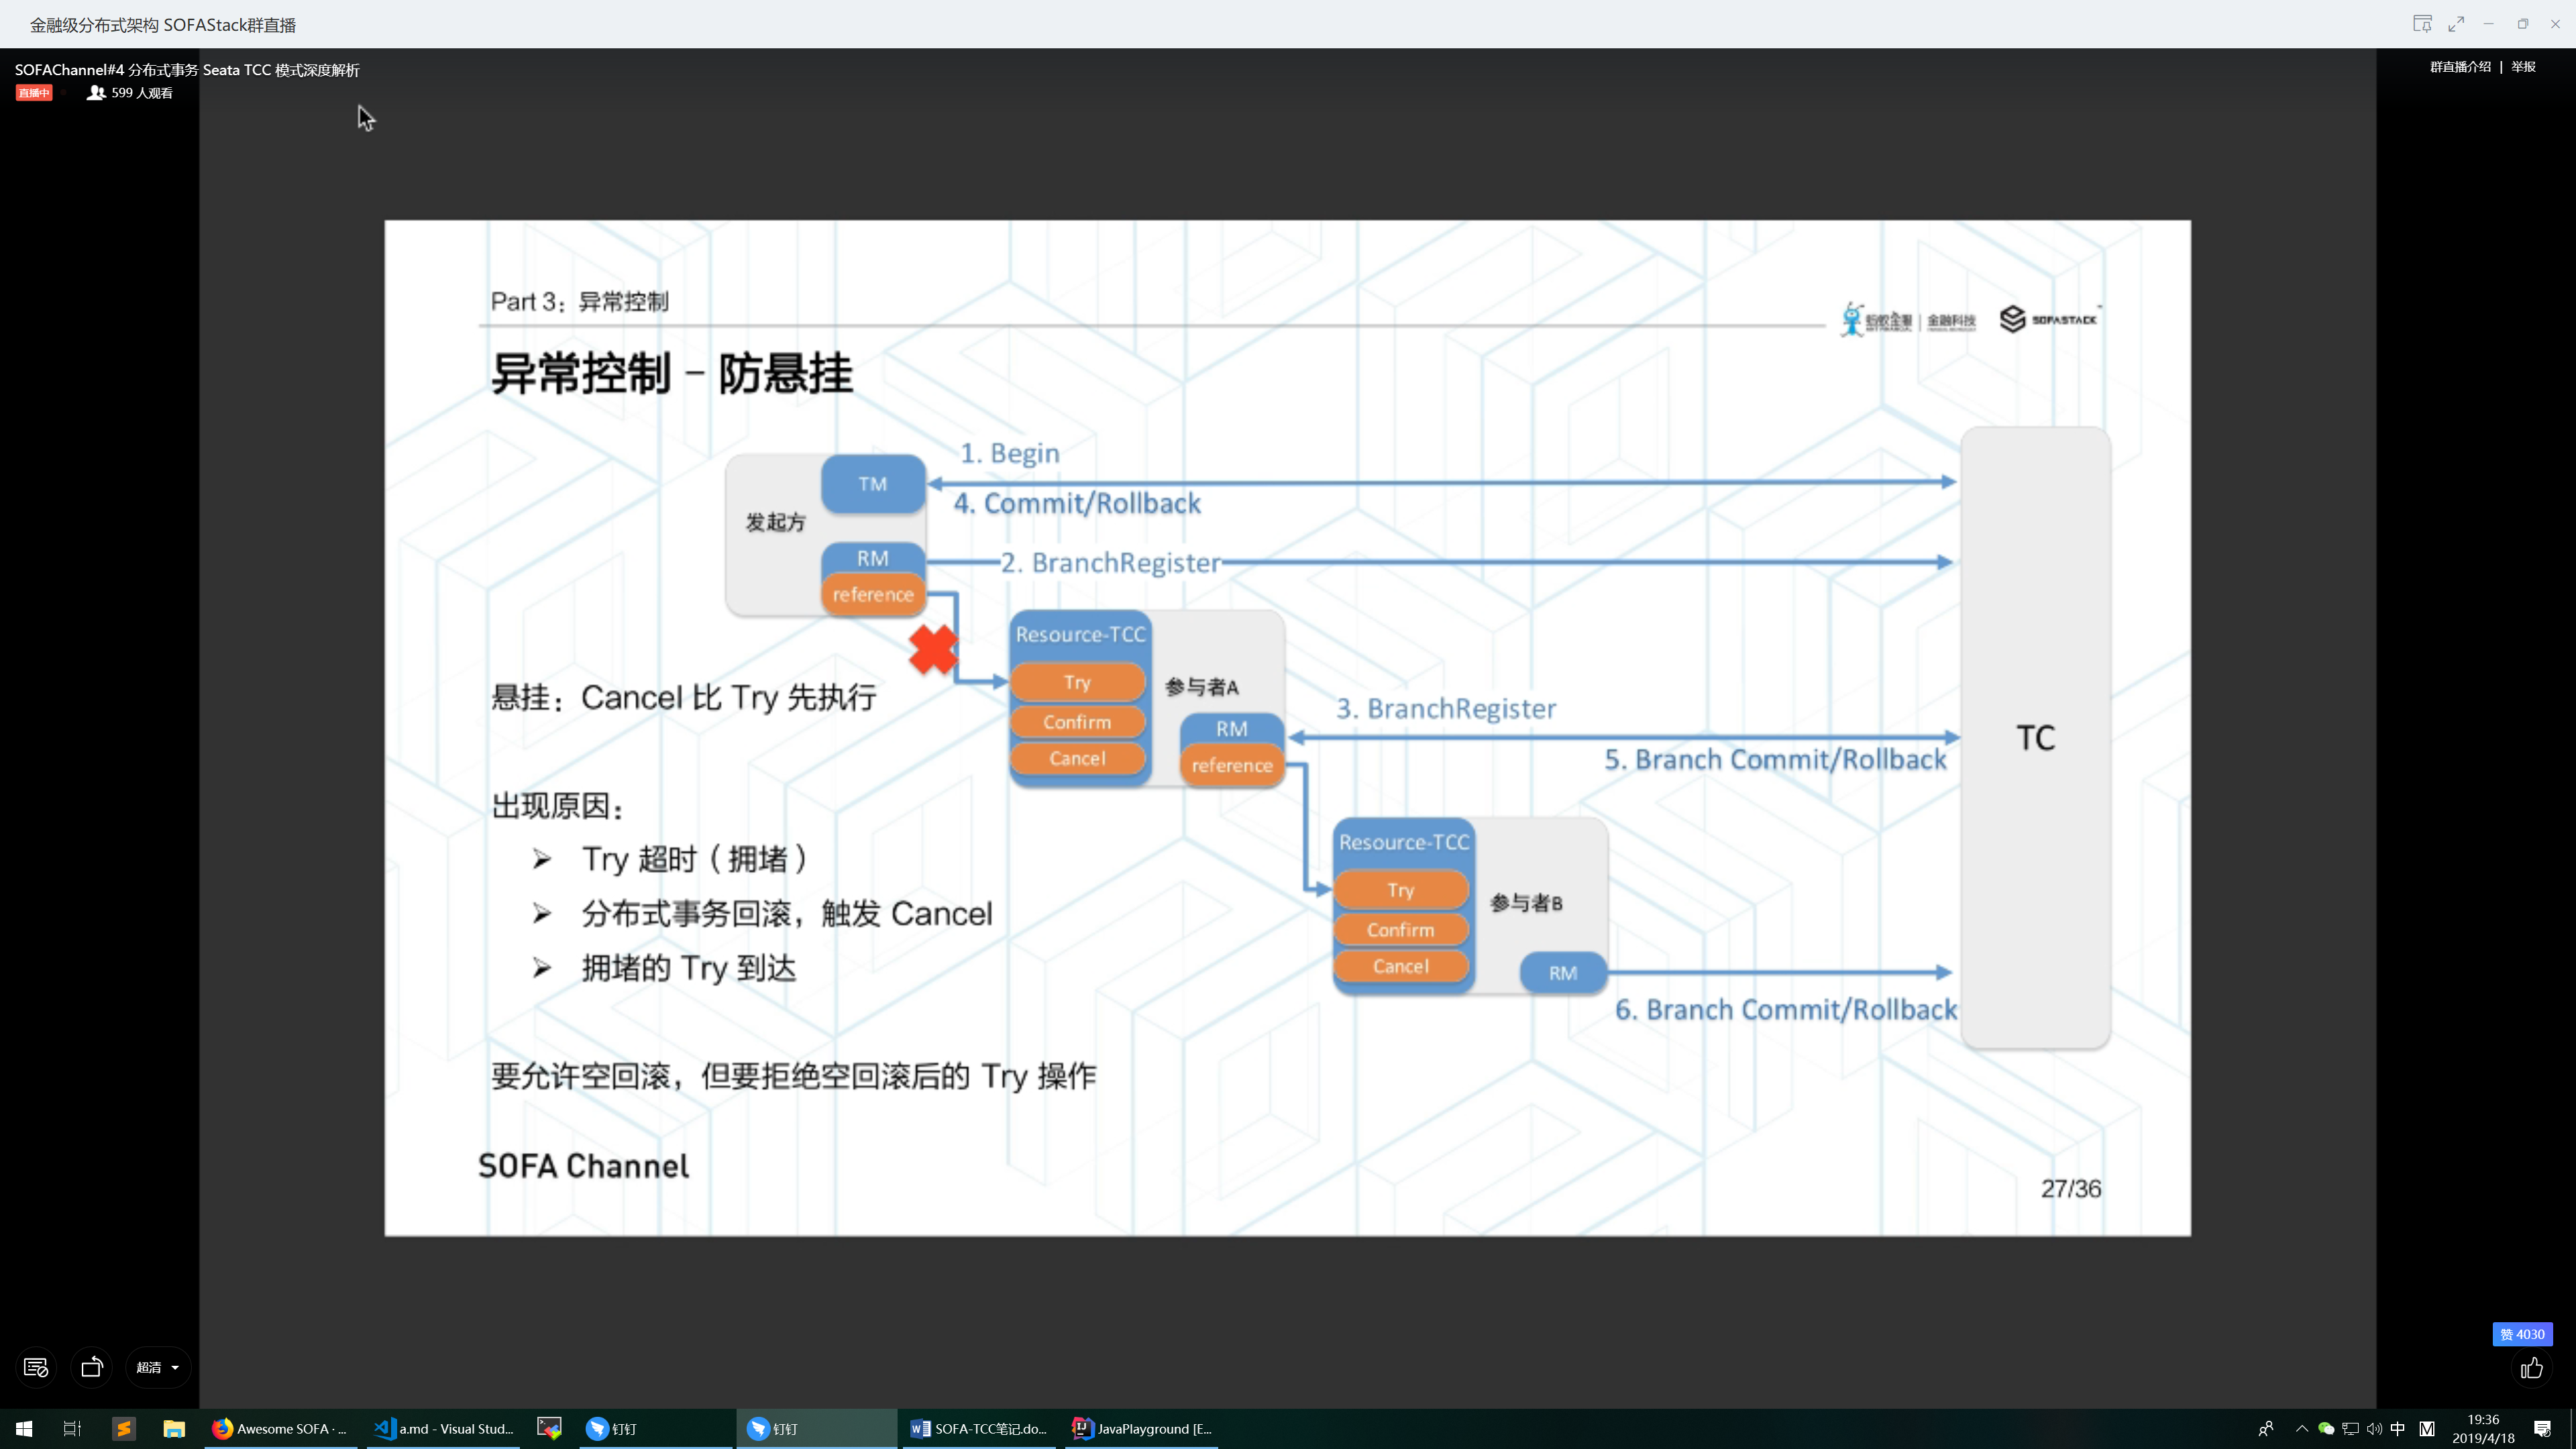 金融级分布式架构 SOFAStack群直播
SOFAChannel#4 分布式事务 Seata TCC 模式深度解析
群直播介绍 | 举报
直播中
599 人观看
Part 3：异常控制
蚂蚁金服 | 金融科技
SOFASTACK
异常控制 – 防悬挂
1. Begin
TM
4. Commit/Rollback
发起方
RM
2. BranchRegister
reference
Resource-TCC
Try
参与者A
悬挂：Cancel 比 Try 先执行
Confirm
RM
3. BranchRegister
Cancel
reference
5. Branch Commit/Rollback
TC
出现原因：
Resource-TCC
Try 超时（拥堵）
Try
参与者B
分布式事务回滚，触发 Cancel
Confirm
拥堵的 Try 到达
Cancel
RM
6. Branch Commit/Rollback
要允许空回滚，但要拒绝空回滚后的 Try 操作
SOFA Channel
27/36
赞 4030
超清
Awesome SOFA · ...
a.md - Visual Stud...
钉钉
钉钉
SOFA-TCC笔记.do...
JavaPlayground [E...
中
19:36
2019/4/18